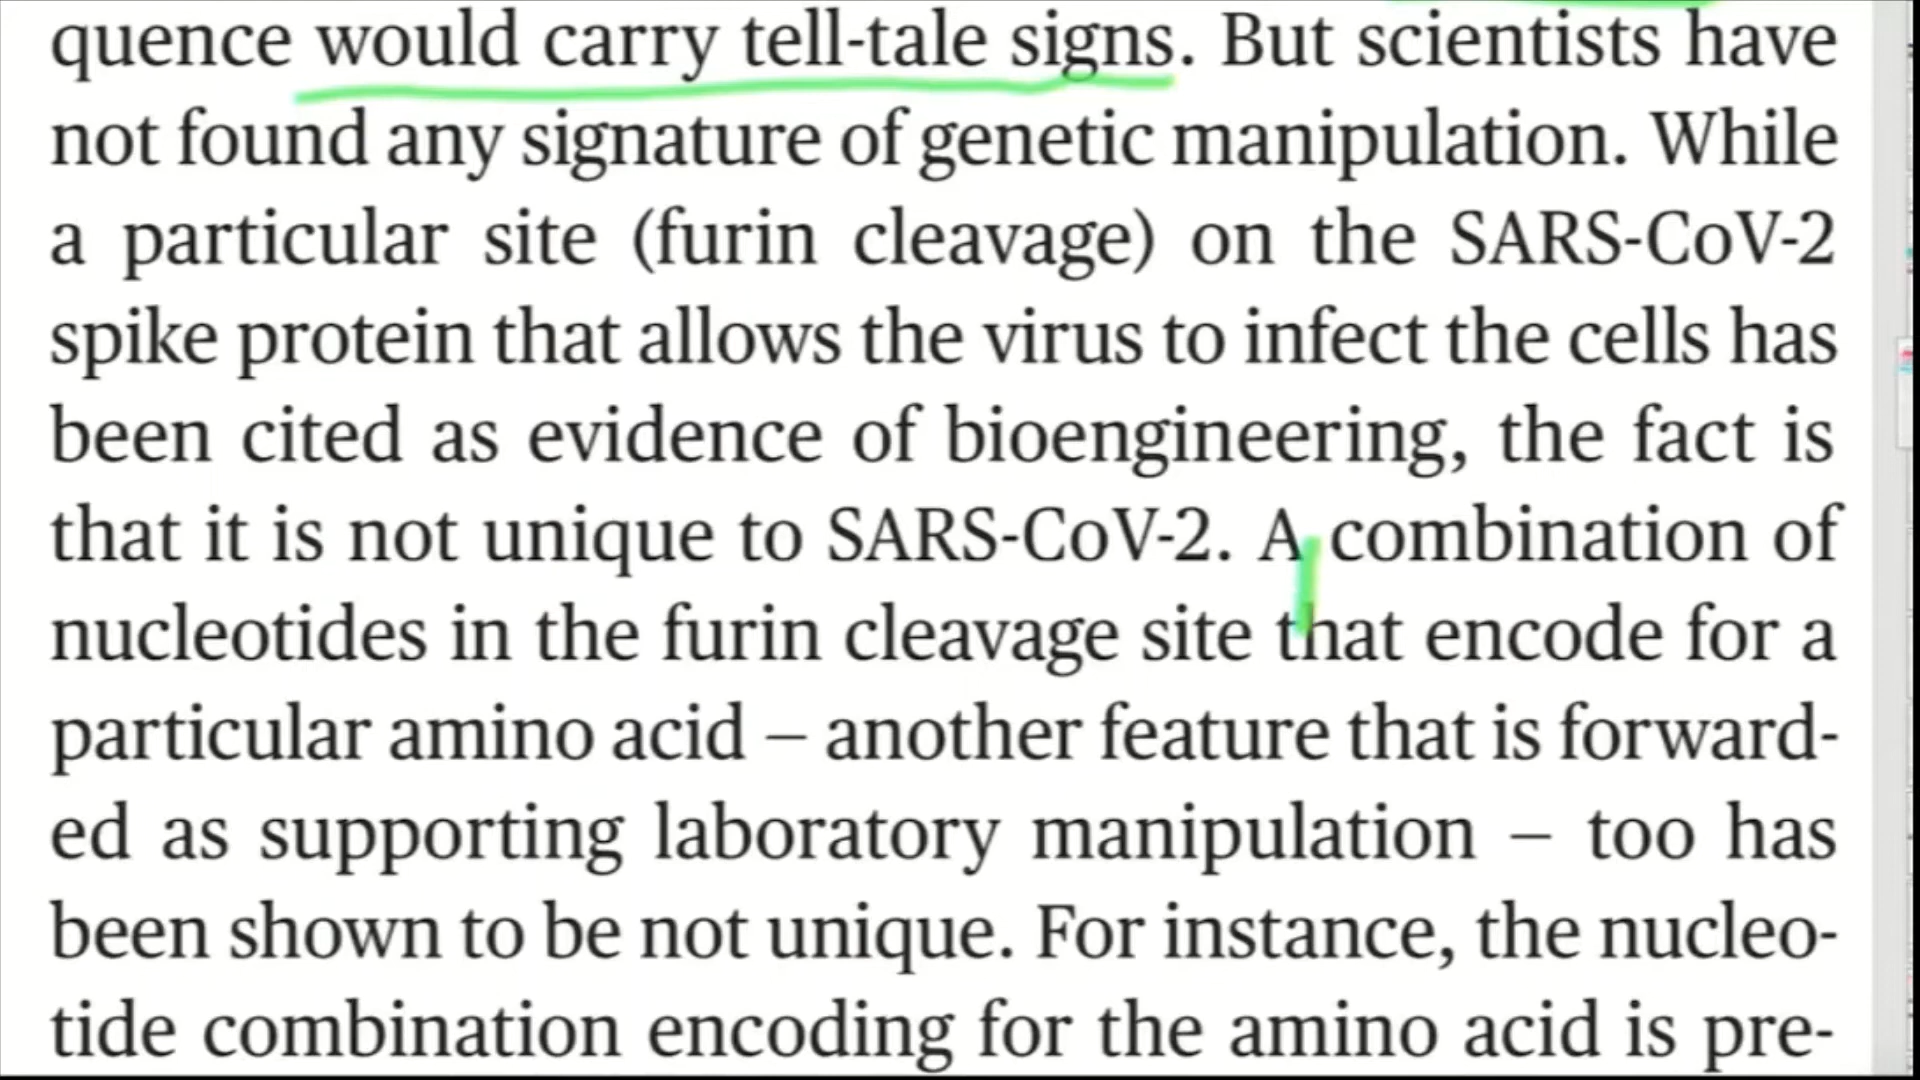 quence would carry tell-tale signs. But scientists have
not found any signature of genetic manipulation. While
a particular site (furin cleavage) on the SARS-CoV-2
spike protein that allows the virus to infect the cells has
been cited as evidence of bioengineering, the fact is
that it is not unique to SARS-CoV-2. A combination of
nucleotides in the furin cleavage site that encode for a
particular amino acid – another feature that is forward-
ed as supporting laboratory manipulation – too has
been shown to be not unique. For instance, the nucleo-
tide combination encoding for the amino acid is pre-